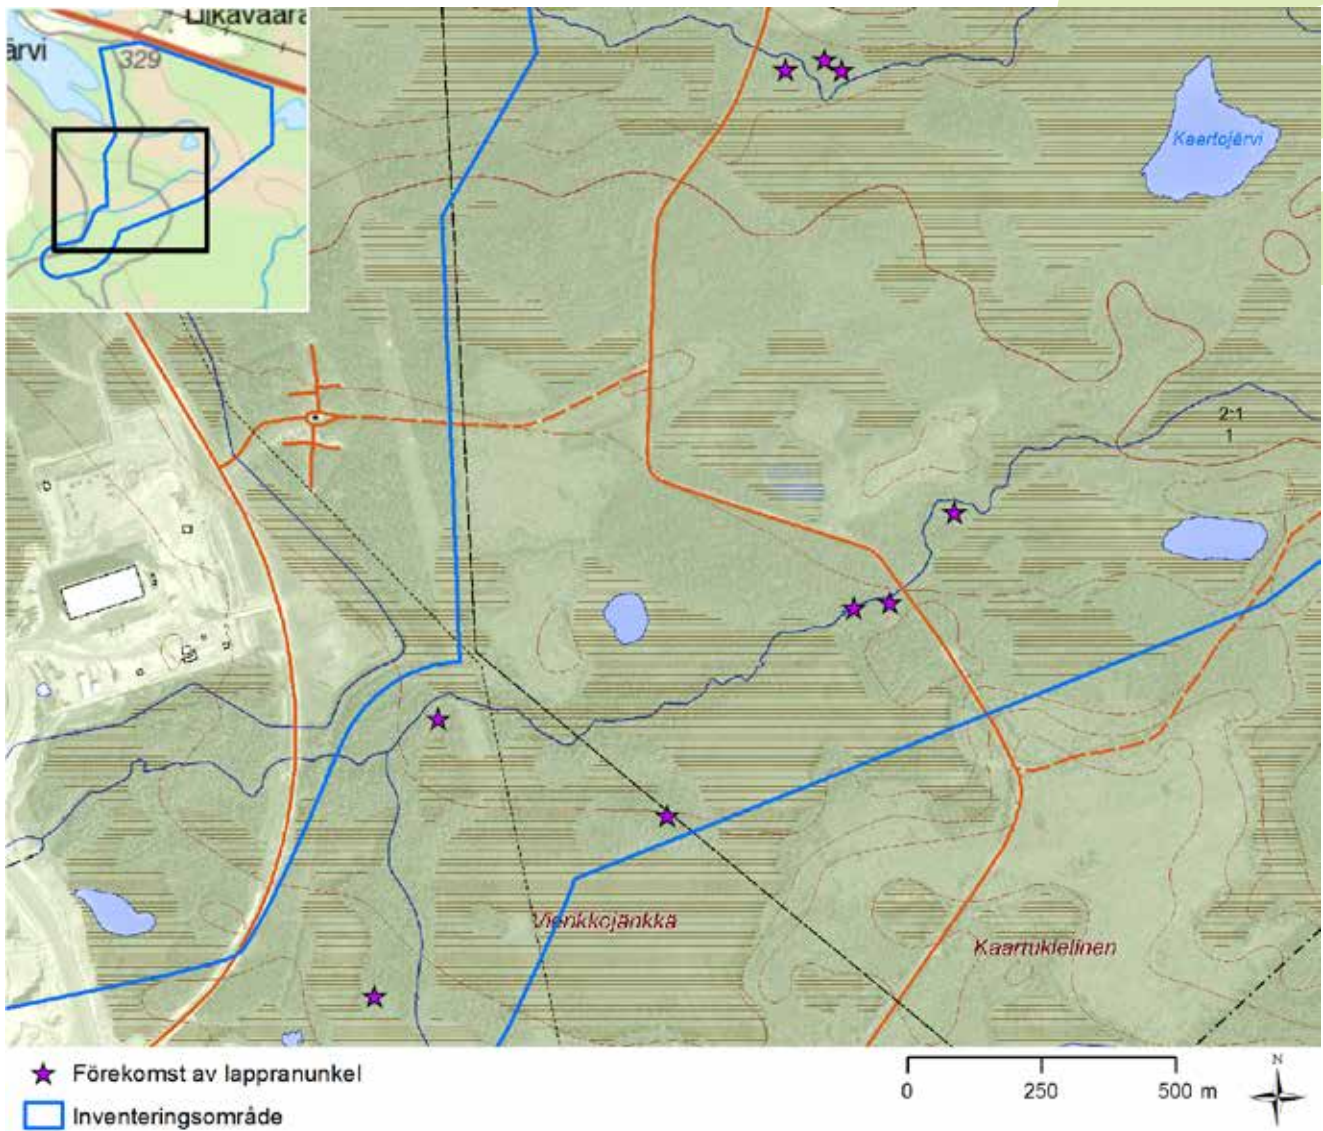 Liikavaara
ärvi
329
Kaartojärvi
2:1
1
Vienkkojänkkä
Kaartukielinen
Förekomst av lappranunkel
Inventeringsområde
0 250 500 m
N